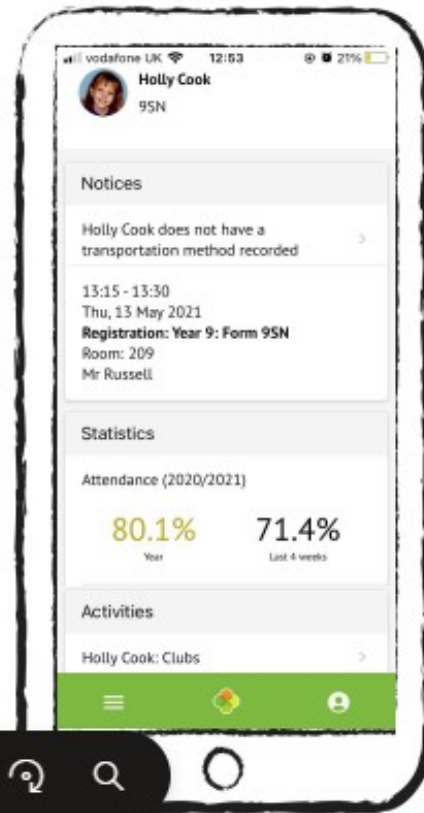 vodafone UK 12:53 21%
Holly Cook
9SN
Notices
Holly Cook does not have a
transportation method recorded
13:15 - 13:30
Thu, 13 May 2021
Registration: Year 9: Form 9SN
Room: 209
Mr Russell
Statistics
Attendance (2020/2021)
80.1% 71.4%
Year Last 4 weeks
Activities
Holly Cook: Clubs